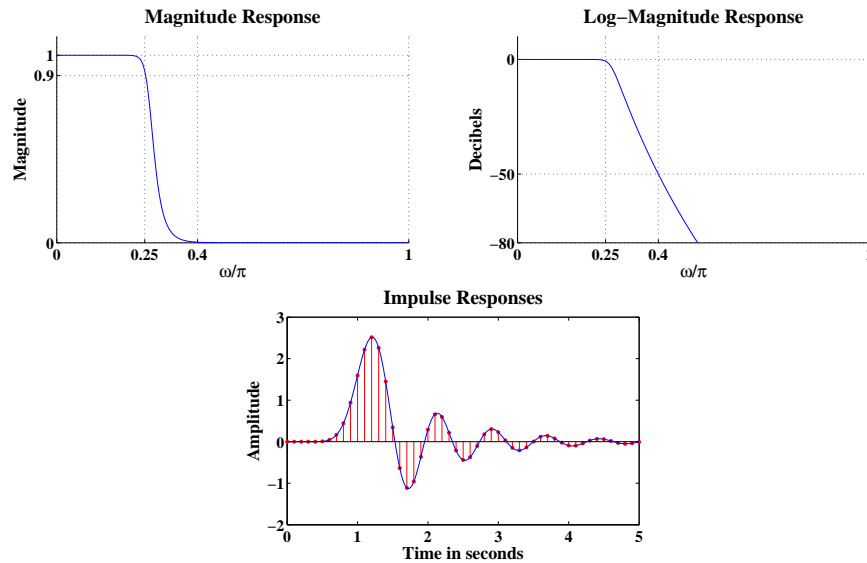 Magnitude Response
Magnitude
1
0.9
0
0 0.25 0.4 1
ω/π
Log−Magnitude Response
Decibels
0
−50
−80
0 0.25 0.4
ω/π
Impulse Responses
Amplitude
3
2
1
0
−1
−2
0 1 2 3 4 5
Time in seconds